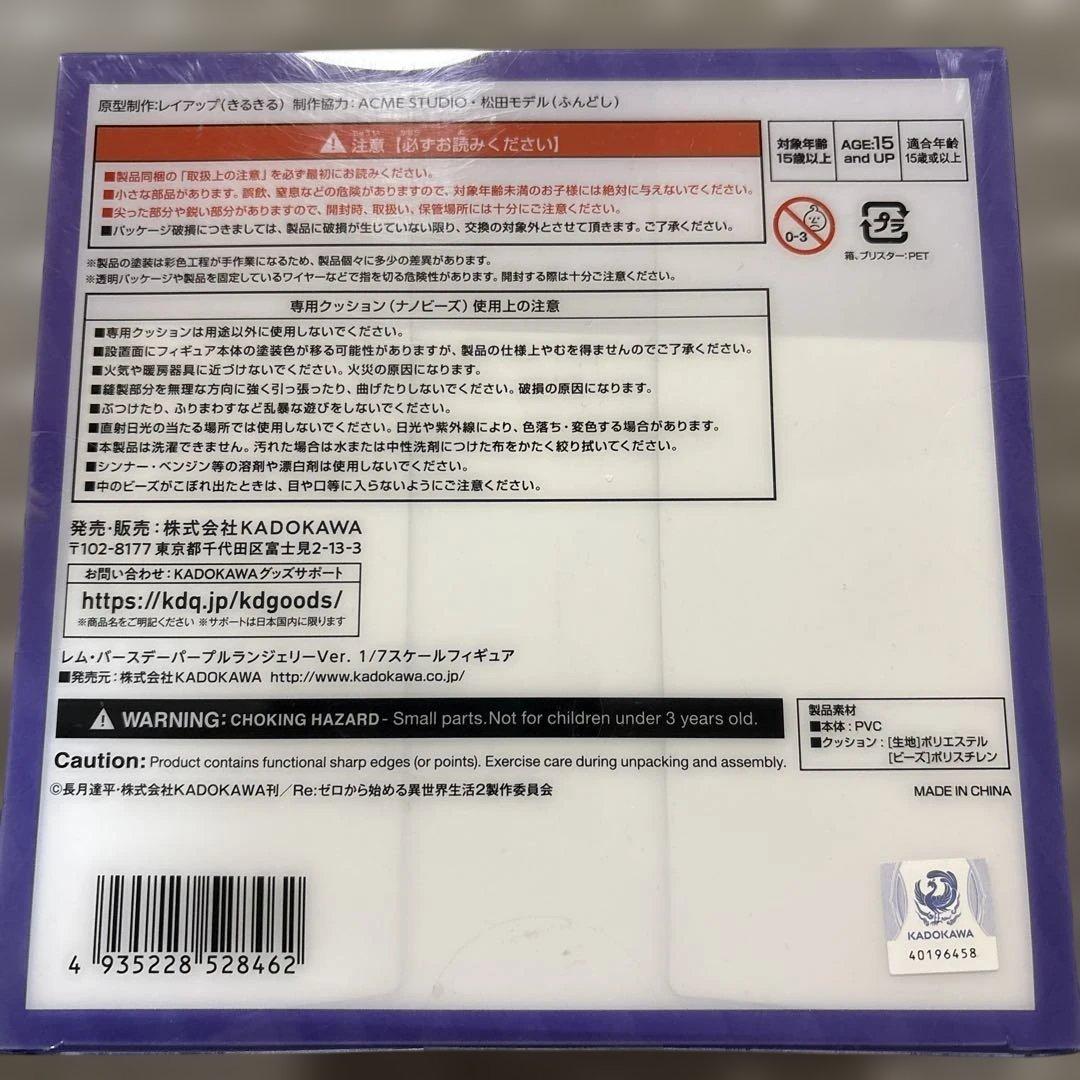 原型制作:レイアップ(きるきる) 制作協力:ACME STUDIO・松田モデル(ふんどし)
注意【必ずお読みください】
■製品同梱の「取扱上の注意」を必ず最初にお読みください。
■小さな部品があります。誤飲、窒息などの危険がありますので、対象年齢未満のお子様には絶対に与えないでください。
■尖った部分や鋭い部分がありますので、開封時、取扱い、保管場所には十分にご注意ください。
■パッケージ破損につきましては、製品に破損が生じていない限り、交換の対象外とさせて頂きます。ご了承ください。
対象年齢
15歳以上
AGE:15
and UP
適合年齢
15歳或以上
0-3
プラ
箱、ブリスター:PET
※製品の塗装は彩色工程が手作業になるため、製品個々に多少の差異があります。
※透明パッケージや製品を固定しているワイヤーなどで指を切る危険性があります。開封する際は十分ご注意ください。
専用クッション(ナノビーズ)使用上の注意
■専用クッションは用途以外に使用しないでください。
■設置面にフィギュア本体の塗装色が移る可能性がありますが、製品の仕様上やむを得ませんのでご了承ください。
■火気や暖房器具に近づけないでください。火災の原因になります。
■縫製部分を無理な方向に強く引っ張ったり、曲げたりしないでください。破損の原因になります。
■ぶつけたり、ふりまわすなど乱暴な遊びをしないでください。
■直射日光の当たる場所では使用しないでください。日光や紫外線により、色落ち・変色する場合があります。
■本製品は洗濯できません。汚れた場合は水または中性洗剤につけた布をかたく絞り拭いてください。
■シンナー・ベンジン等の溶剤や漂白剤は使用しないでください。
■中のビーズがこぼれ出たときは、目や口等に入らないようにご注意ください。
発売・販売:株式会社KADOKAWA
〒102-8177 東京都千代田区富士見2-13-3
お問い合わせ:KADOKAWAグッズサポート
https://kdq.jp/kdgoods/
※商品名をご明記ください ※サポートは日本国内に限ります
レム・バースデーパープルランジェリーVer. 1/7スケールフィギュア
■発売元:株式会社KADOKAWA http://www.kadokawa.co.jp/
WARNING: CHOKING HAZARD - Small parts.Not for children under 3 years old.
Caution: Product contains functional sharp edges (or points). Exercise care during unpacking and assembly.
製品素材
■本体:PVC
■クッション:[生地]ポリエステル
[ビーズ]ポリスチレン
©長月達平・株式会社KADOKAWA刊/Re:ゼロから始める異世界生活2製作委員会
MADE IN CHINA
4 935228 528462
KADOKAWA
40196458